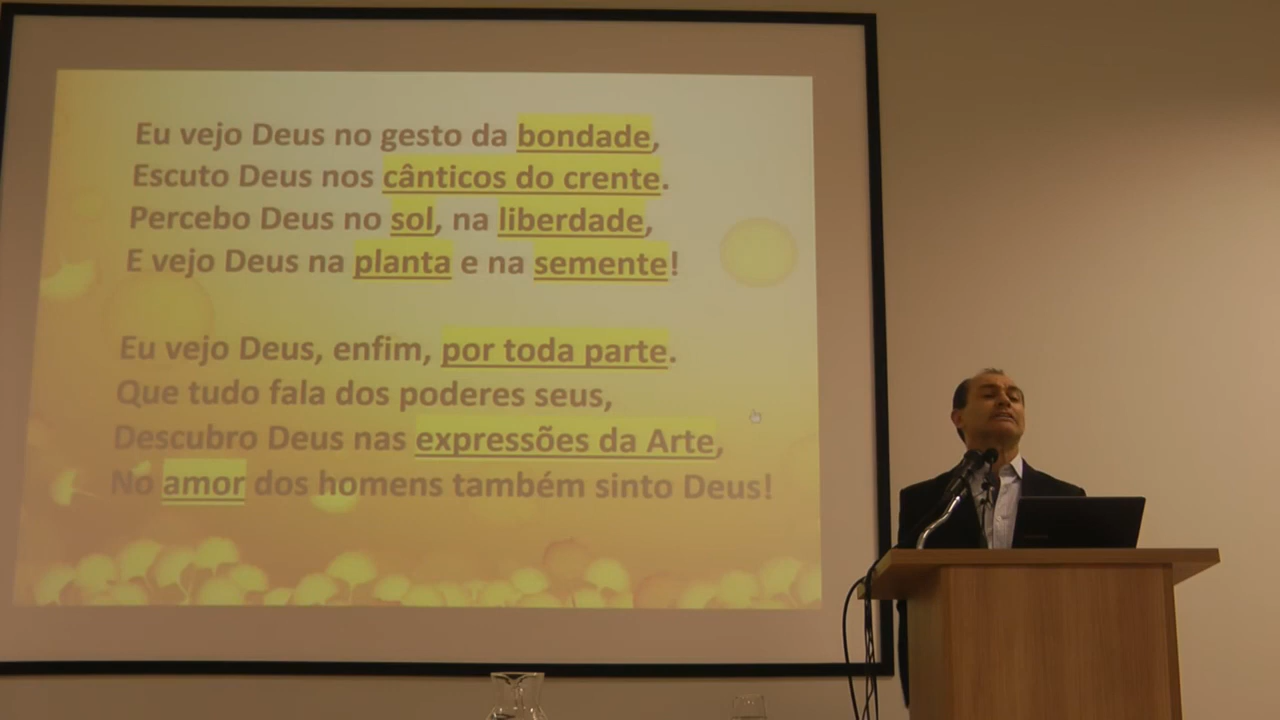 Eu vejo Deus no gesto da bondade,
Escuto Deus nos cânticos do crente.
Percebo Deus no sol, na liberdade,
E vejo Deus na planta e na semente!
Eu vejo Deus, enfim, por toda parte.
Que tudo fala dos poderes seus,
Descubro Deus nas expressões da Arte,
No amor dos homens também sinto Deus!